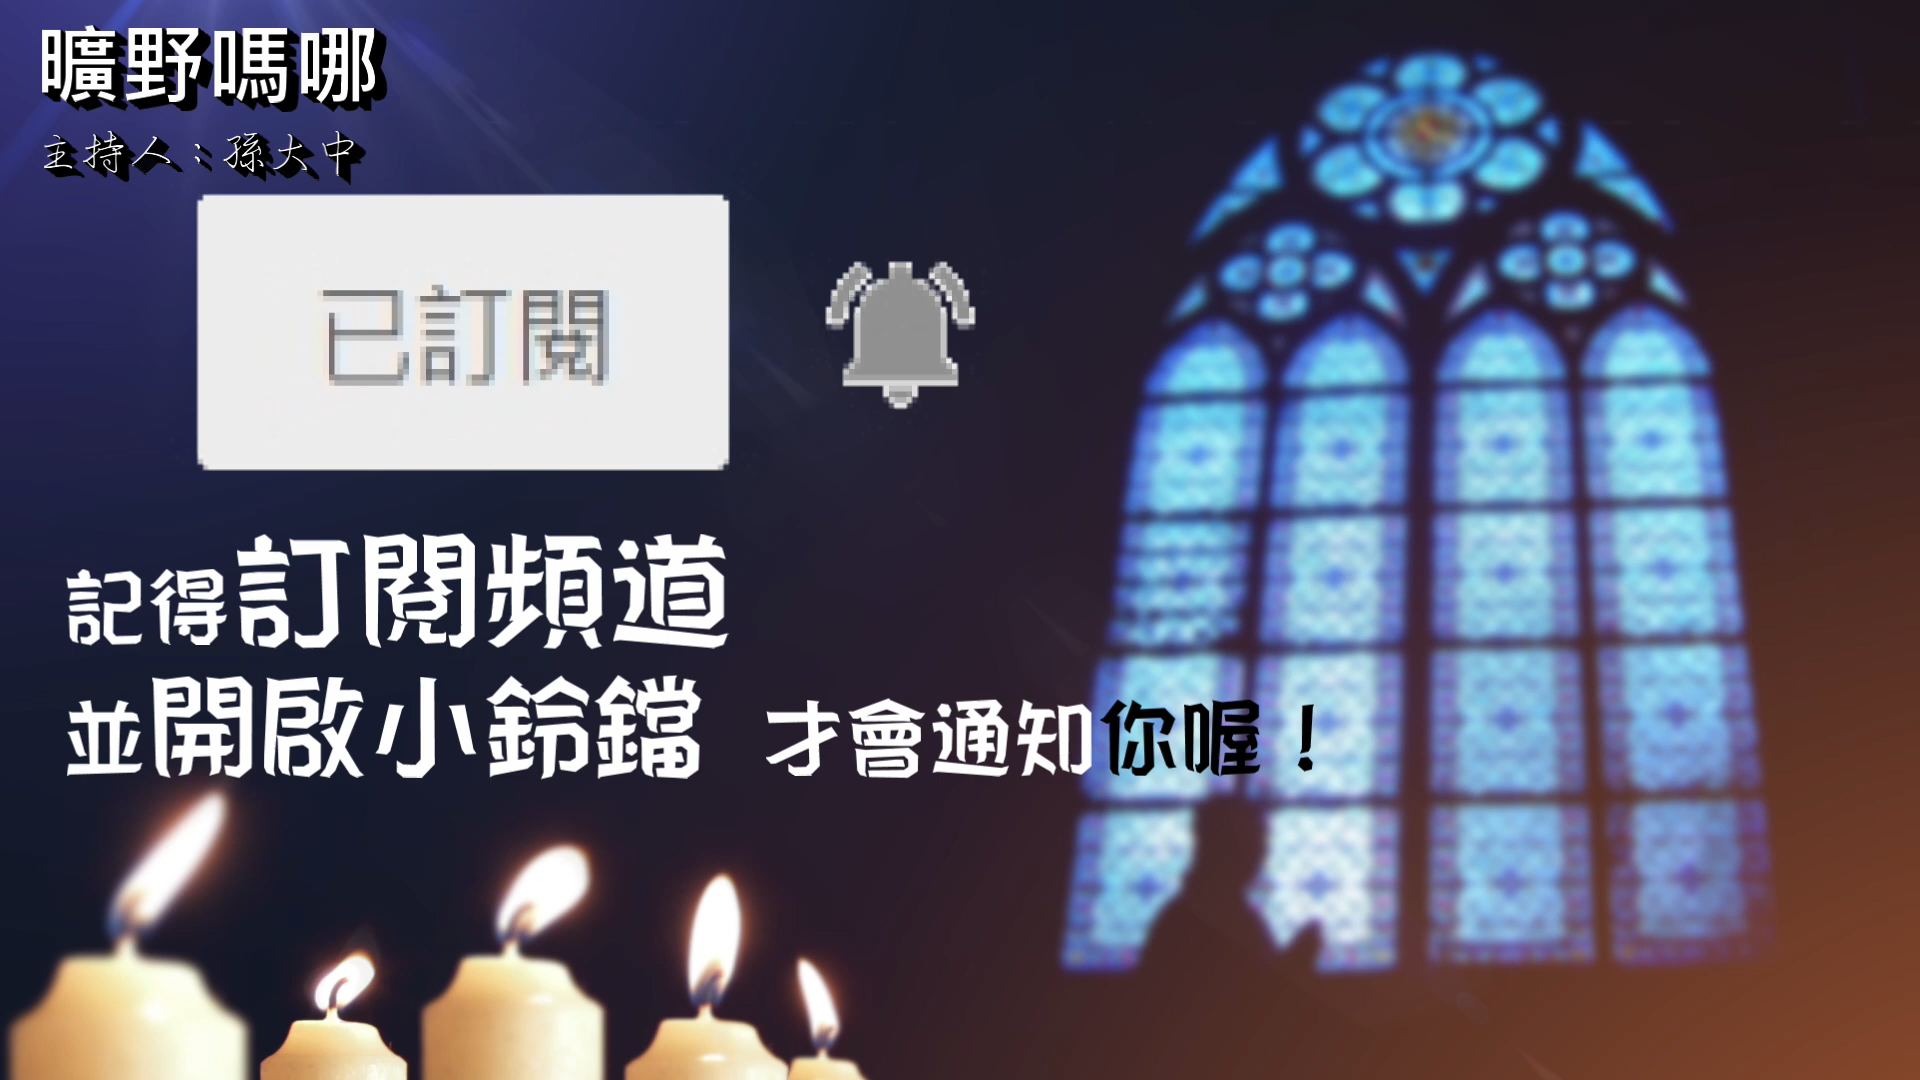 曠野嗎哪
主持人：孫大中
已訂閱
記得訂閱頻道
並開啟小鈴鐺 才會通知你喔！